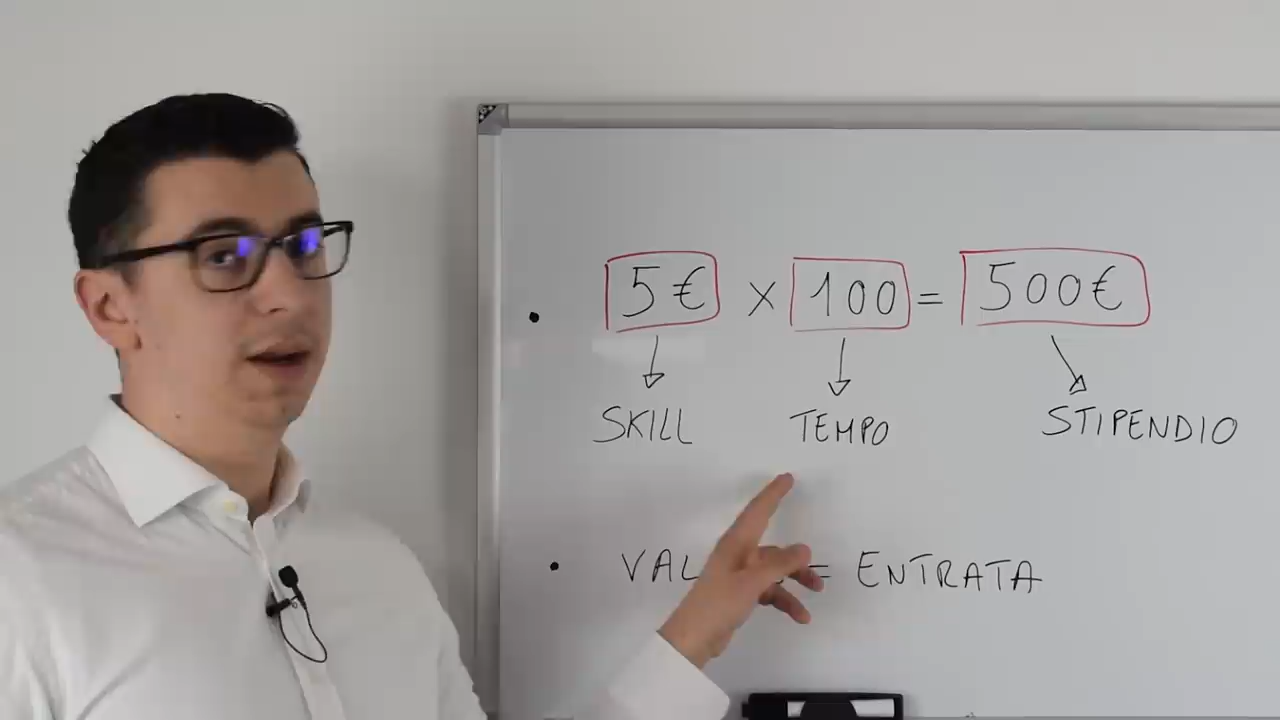 • 5€ x 100 = 500€
SKILL TEMPO STIPENDIO
• = ENTRATA